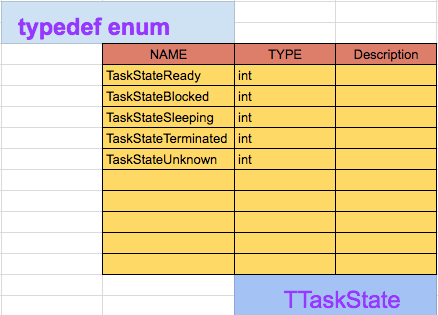 typedef enum
NAME TYPE Description
TaskStateReady int
TaskStateBlocked int
TaskStateSleeping int
TaskStateTerminated int
TaskStateUnknown int
TTaskState